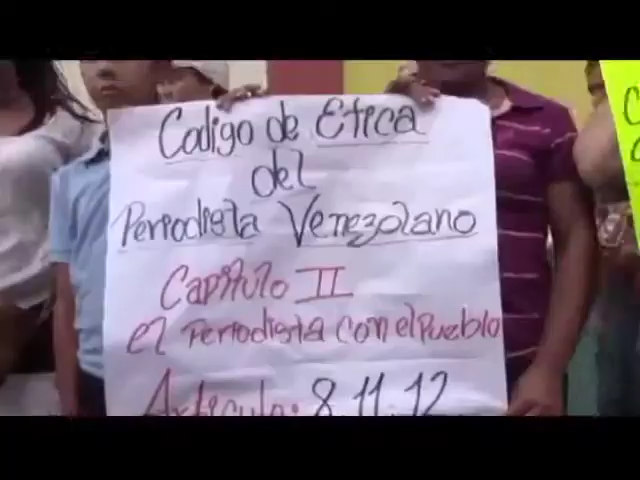 Codigo de Etica
del
Periodista Venezolano
Capitulo II
el Periodista con el Pueblo
Articulo: 8.11.12